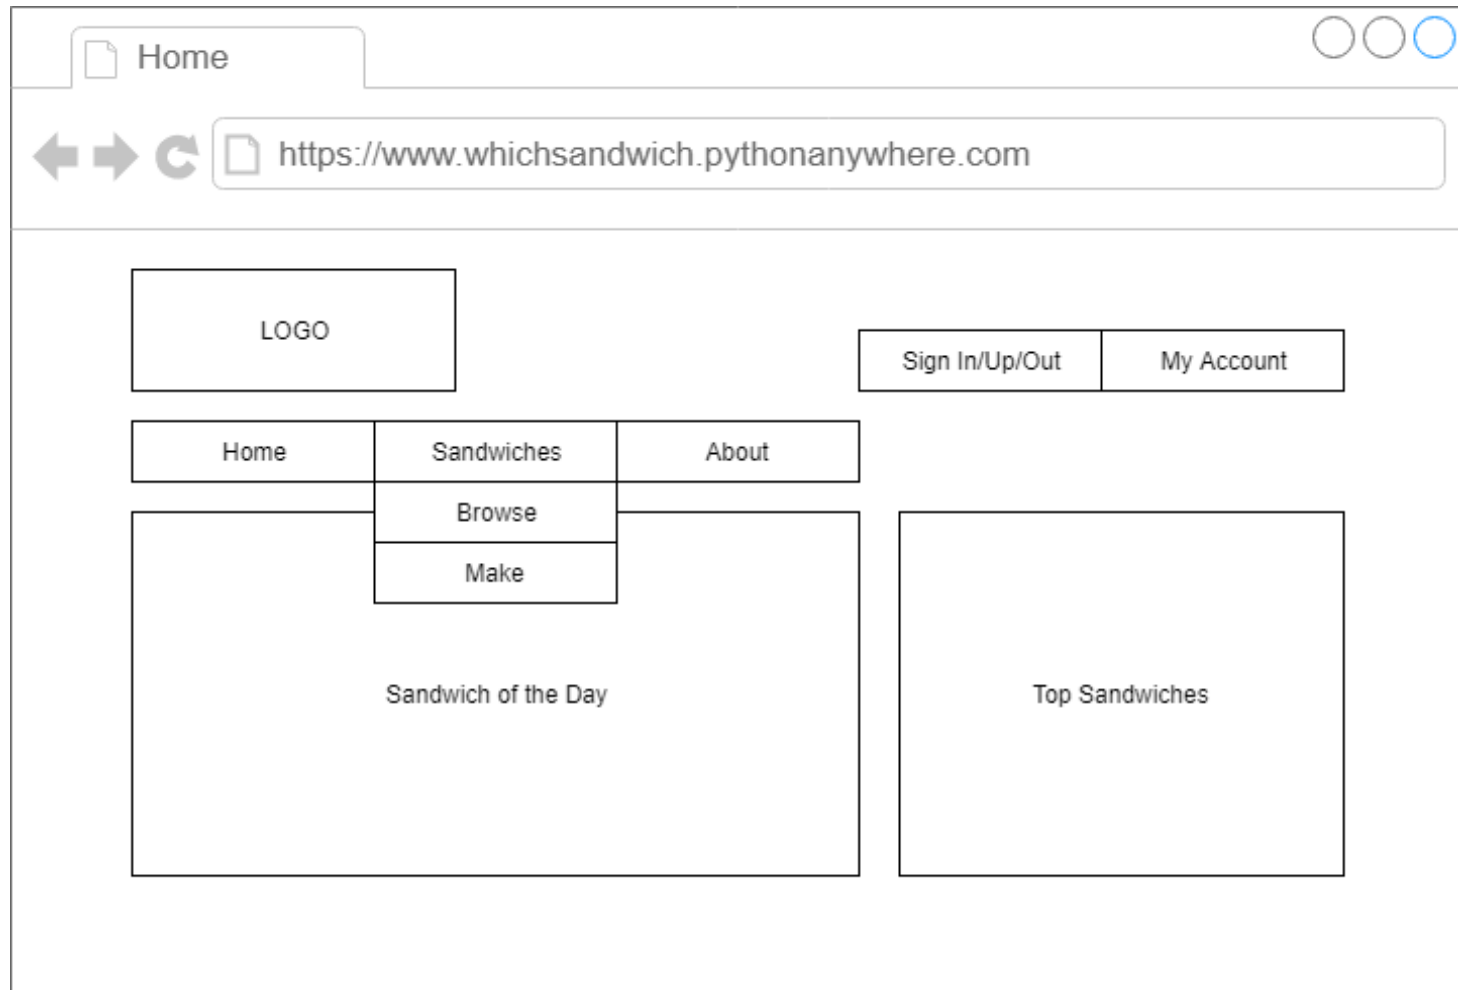 Home
https://www.whichsandwich.pythonanywhere.com
LOGO
Sign In/Up/Out
My Account
Home
Sandwiches
About
Browse
Make
Sandwich of the Day
Top Sandwiches